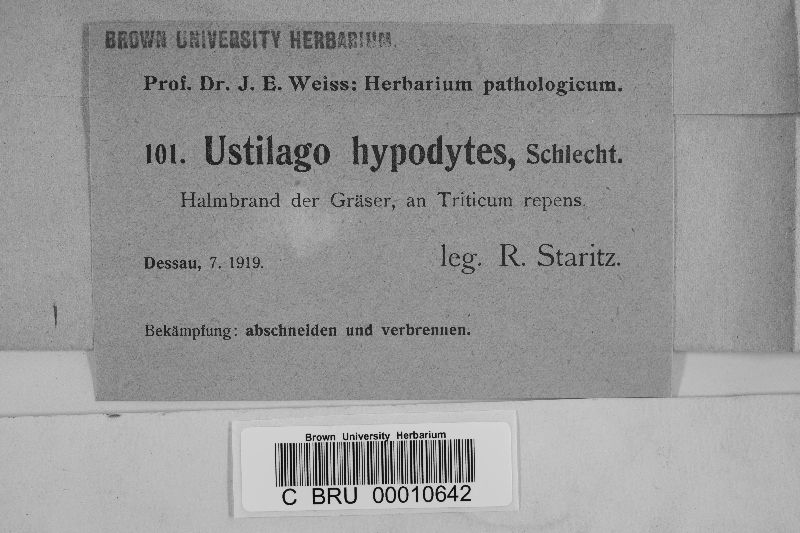 BROWN UNIVERSITY HERBARIUM.
Prof. Dr. J. E. Weiss: Herbarium pathologicum.
101. Ustilago hypodytes, Schlecht.
Halmbrand der Gräser, an Triticum repens.
Dessau, 7. 1919. leg. R. Staritz.
Bekämpfung: abschneiden und verbrennen.
Brown University Herbarium
C BRU 00010642